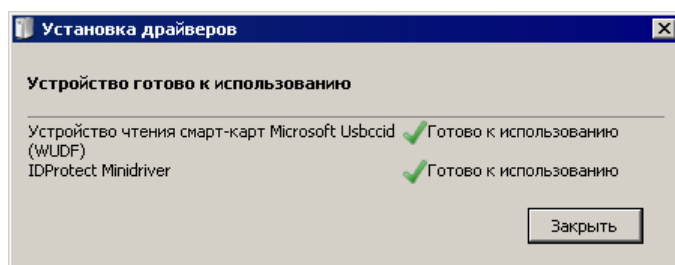 Установка драйверов
Устройство готово к использованию
Устройство чтения смарт-карт Microsoft Usbccid Готово к использованию
(WUDF)
IDProtect Minidriver Готово к использованию
Закрыть